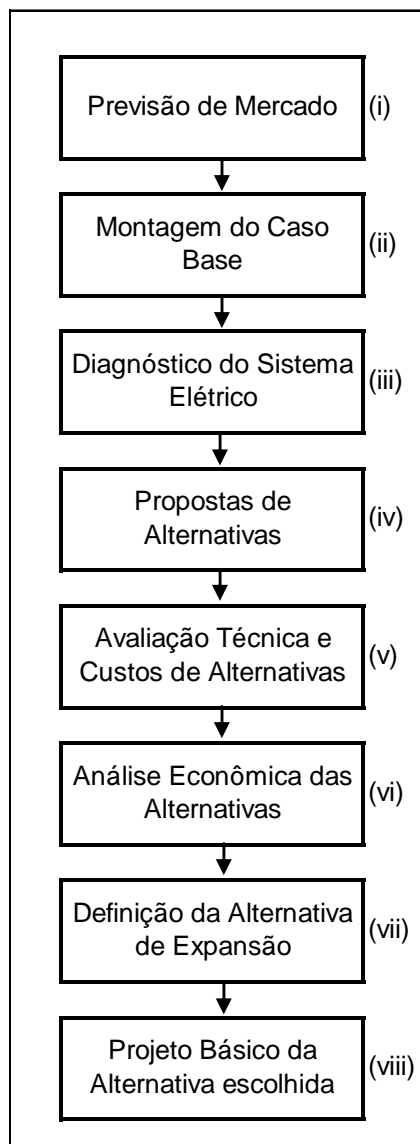 Previsão de Mercado (i)
Montagem do Caso
Base
(ii)
Diagnóstico do Sistema
Elétrico
(iii)
Propostas de
Alternativas
(iv)
Avaliação Técnica e
Custos de Alternativas
(v)
Análise Econômica das
Alternativas
(vi)
Definição da Alternativa
de Expansão
(vii)
Projeto Básico da
Alternativa escolhida
(viii)